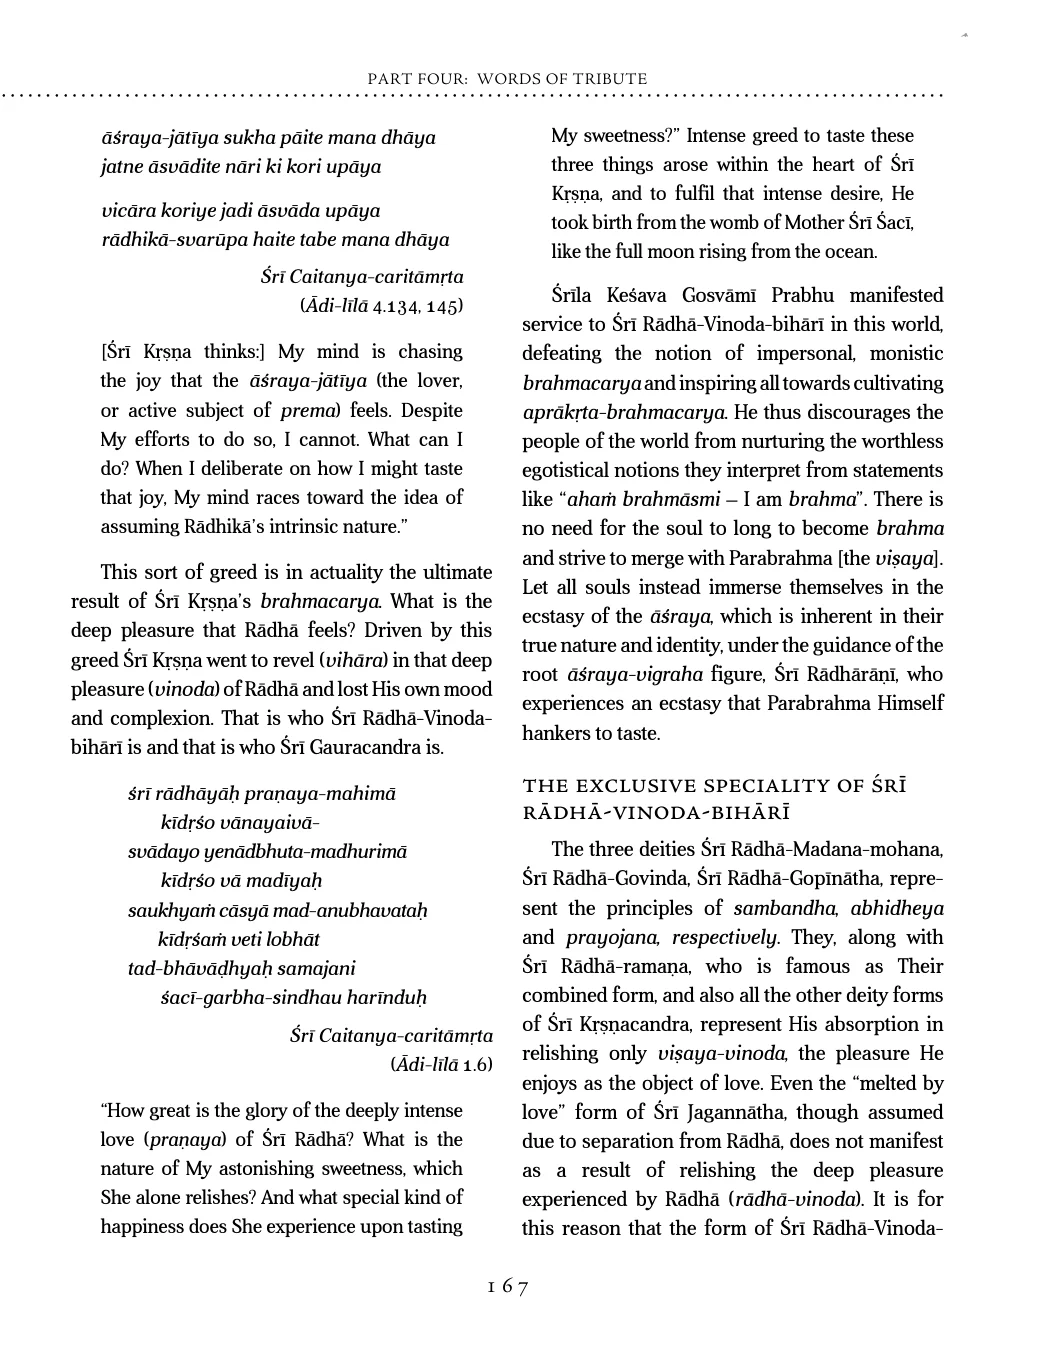 PART FOUR: WORDS OF TRIBUTE
āśraya-jātīya sukha pāite mana dhāya
jatne āsvādite nāri ki kori upāya
vicāra koriye jadi āsvāda upāya
rādhikā-svarūpa haite tabe mana dhāya
Śrī Caitanya-caritāmṛta
(Ādi-līlā 4.134, 145)
[Śrī Kṛṣṇa thinks:] My mind is chasing
the joy that the āśraya-jātīya (the lover,
or active subject of prema) feels. Despite
My efforts to do so, I cannot. What can I
do? When I deliberate on how I might taste
that joy, My mind races toward the idea of
assuming Rādhikā's intrinsic nature.”
This sort of greed is in actuality the ultimate
result of Śrī Kṛṣṇa's brahmacarya. What is the
deep pleasure that Rādhā feels? Driven by this
greed Śrī Kṛṣṇa went to revel (vihāra) in that deep
pleasure (vinoda) of Rādhā and lost His own mood
and complexion. That is who Śrī Rādhā-Vinoda-
bihārī is and that is who Śrī Gauracandra is.
śrī rādhāyāḥ praṇaya-mahimā
kīdṛśo vānayaivā-
svādayo yenādbhuta-madhurimā
kīdṛśo vā madīyaḥ
saukhyaṁ cāsyā mad-anubhavataḥ
kīdṛśaṁ veti lobhāt
tad-bhāvāḍhyaḥ samajani
śacī-garbha-sindhau harīnduḥ
Śrī Caitanya-caritāmṛta
(Ādi-līlā 1.6)
“How great is the glory of the deeply intense
love (praṇaya) of Śrī Rādhā? What is the
nature of My astonishing sweetness, which
She alone relishes? And what special kind of
happiness does She experience upon tasting
My sweetness?” Intense greed to taste these
three things arose within the heart of Śrī
Kṛṣṇa, and to fulfil that intense desire, He
took birth from the womb of Mother Śrī Śacī,
like the full moon rising from the ocean.
Śrīla Keśava Gosvāmī Prabhu manifested
service to Śrī Rādhā-Vinoda-bihārī in this world,
defeating the notion of impersonal, monistic
brahmacarya and inspiring all towards cultivating
aprākṛta-brahmacarya. He thus discourages the
people of the world from nurturing the worthless
egotistical notions they interpret from statements
like “ahaṁ brahmāsmi – I am brahma”. There is
no need for the soul to long to become brahma
and strive to merge with Parabrahma [the viṣaya].
Let all souls instead immerse themselves in the
ecstasy of the āśraya, which is inherent in their
true nature and identity, under the guidance of the
root āśraya-vigraha figure, Śrī Rādhārāṇī, who
experiences an ecstasy that Parabrahma Himself
hankers to taste.
THE EXCLUSIVE SPECIALITY OF ŚRĪ
RĀDHĀ-VINODA-BIHĀRĪ
The three deities Śrī Rādhā-Madana-mohana,
Śrī Rādhā-Govinda, Śrī Rādhā-Gopīnātha, repre-
sent the principles of sambandha, abhidheya
and prayojana, respectively. They, along with
Śrī Rādhā-ramaṇa, who is famous as Their
combined form, and also all the other deity forms
of Śrī Kṛṣṇacandra, represent His absorption in
relishing only viṣaya-vinoda, the pleasure He
enjoys as the object of love. Even the “melted by
love” form of Śrī Jagannātha, though assumed
due to separation from Rādhā, does not manifest
as a result of relishing the deep pleasure
experienced by Rādhā (rādhā-vinoda). It is for
this reason that the form of Śrī Rādhā-Vinoda-
167